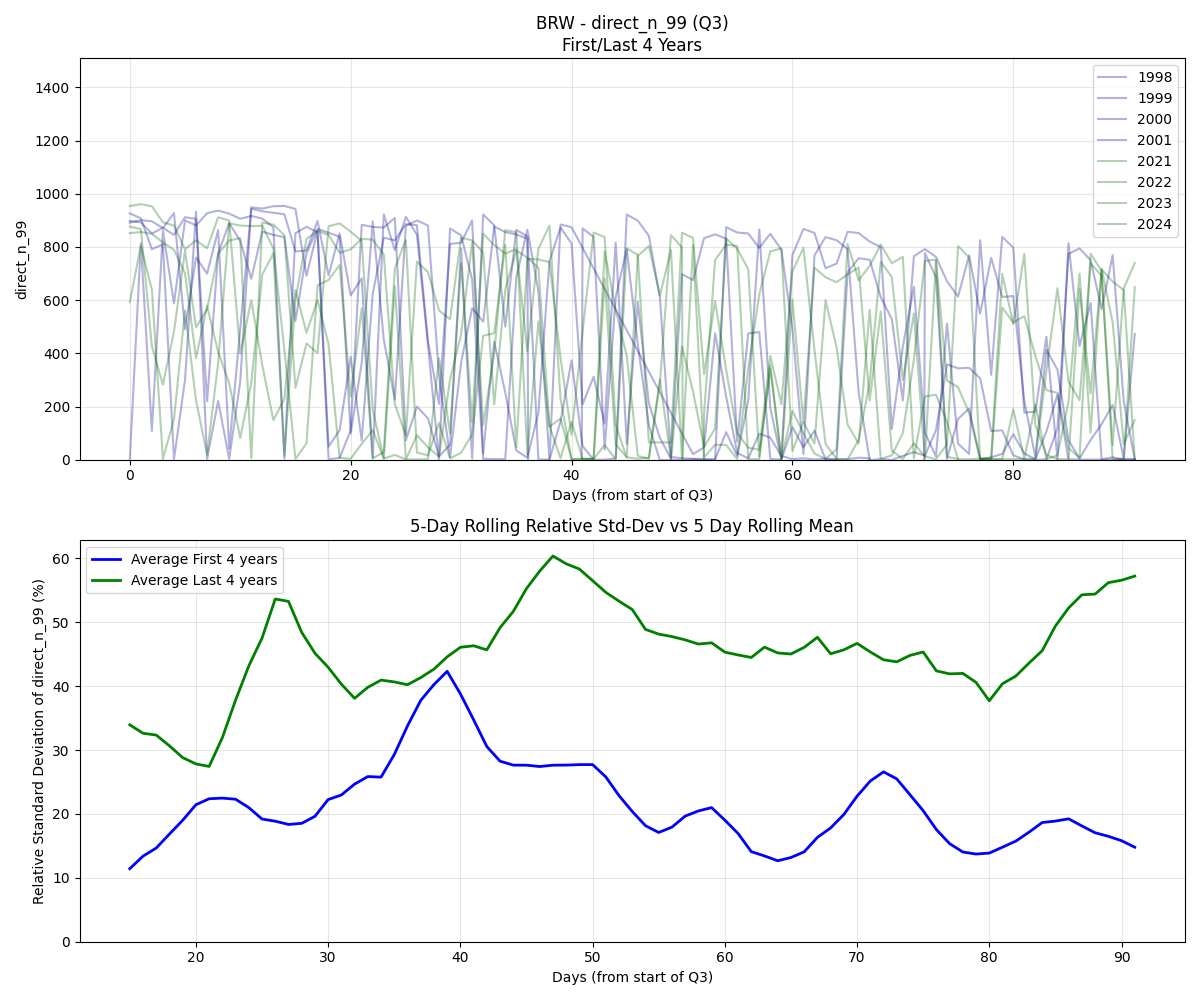 BRW - direct_n_99 (Q3)
First/Last 4 Years
direct_n_99
1400
1200
1000
800
600
400
200
0
0 20 40 60 80
Days (from start of Q3)
1998
1999
2000
2001
2021
2022
2023
2024
5-Day Rolling Relative Std-Dev vs 5 Day Rolling Mean
Relative Standard Deviation of direct_n_99 (%)
60
50
40
30
20
10
0
Average First 4 years
Average Last 4 years
20 30 40 50 60 70 80 90
Days (from start of Q3)